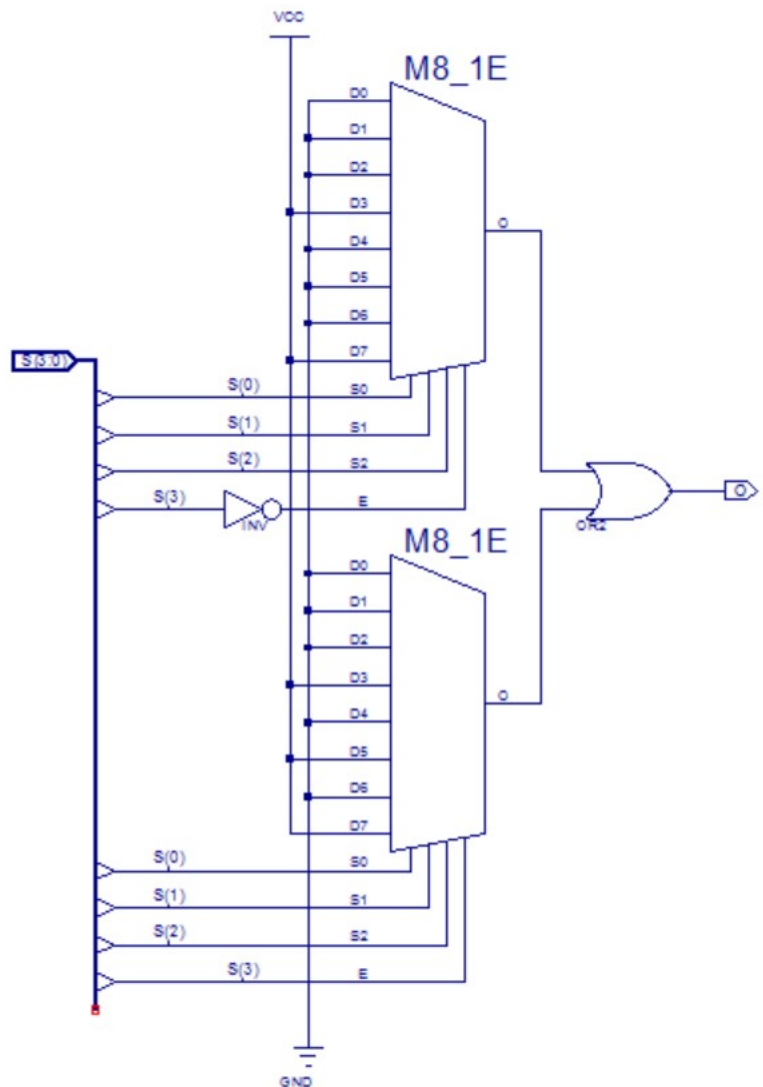 VCC
M8_1E
D0
D1
D2
D3
O
D4
D5
D6
D7
S(3:0)
S(0) S0
S(1) S1
S(2) S2
S(3) INV E
O
OR2
M8_1E
D0
D1
D2
D3
O
D4
D5
D6
D7
S(0) S0
S(1) S1
S(2) S2
S(3) E
GND